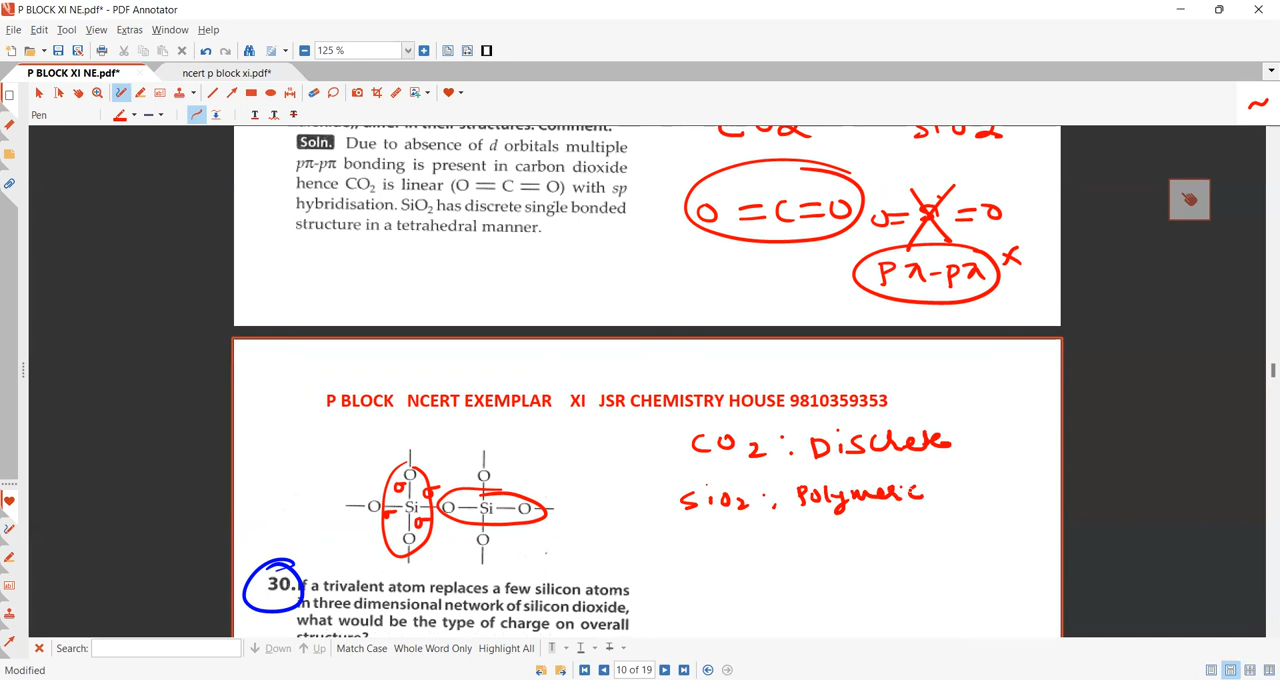 P BLOCK XI NE.pdf* - PDF Annotator
File Edit Tool View Extras Window Help
125 %
P BLOCK XI NE.pdf* ncert p block xi.pdf*
Pen
Soln. Due to absence of d orbitals multiple
pπ-pπ bonding is present in carbon dioxide
hence CO₂ is linear (O = C = O) with sp
hybridisation. SiO₂ has discrete single bonded
structure in a tetrahedral manner.
O = C = O
O = Si = O
pπ-pπ x
P BLOCK NCERT EXEMPLAR XI JSR CHEMISTRY HOUSE 9810359353
CO2 : Discrete
SiO2 : Polymeric
O O
σ σ
—O—Si—O—Si—O—
σ σ
O O
30. If a trivalent atom replaces a few silicon atoms
in three dimensional network of silicon dioxide,
what would be the type of charge on overall
structure?
Search: Down Up Match Case Whole Word Only Highlight All
Modified 10 of 19